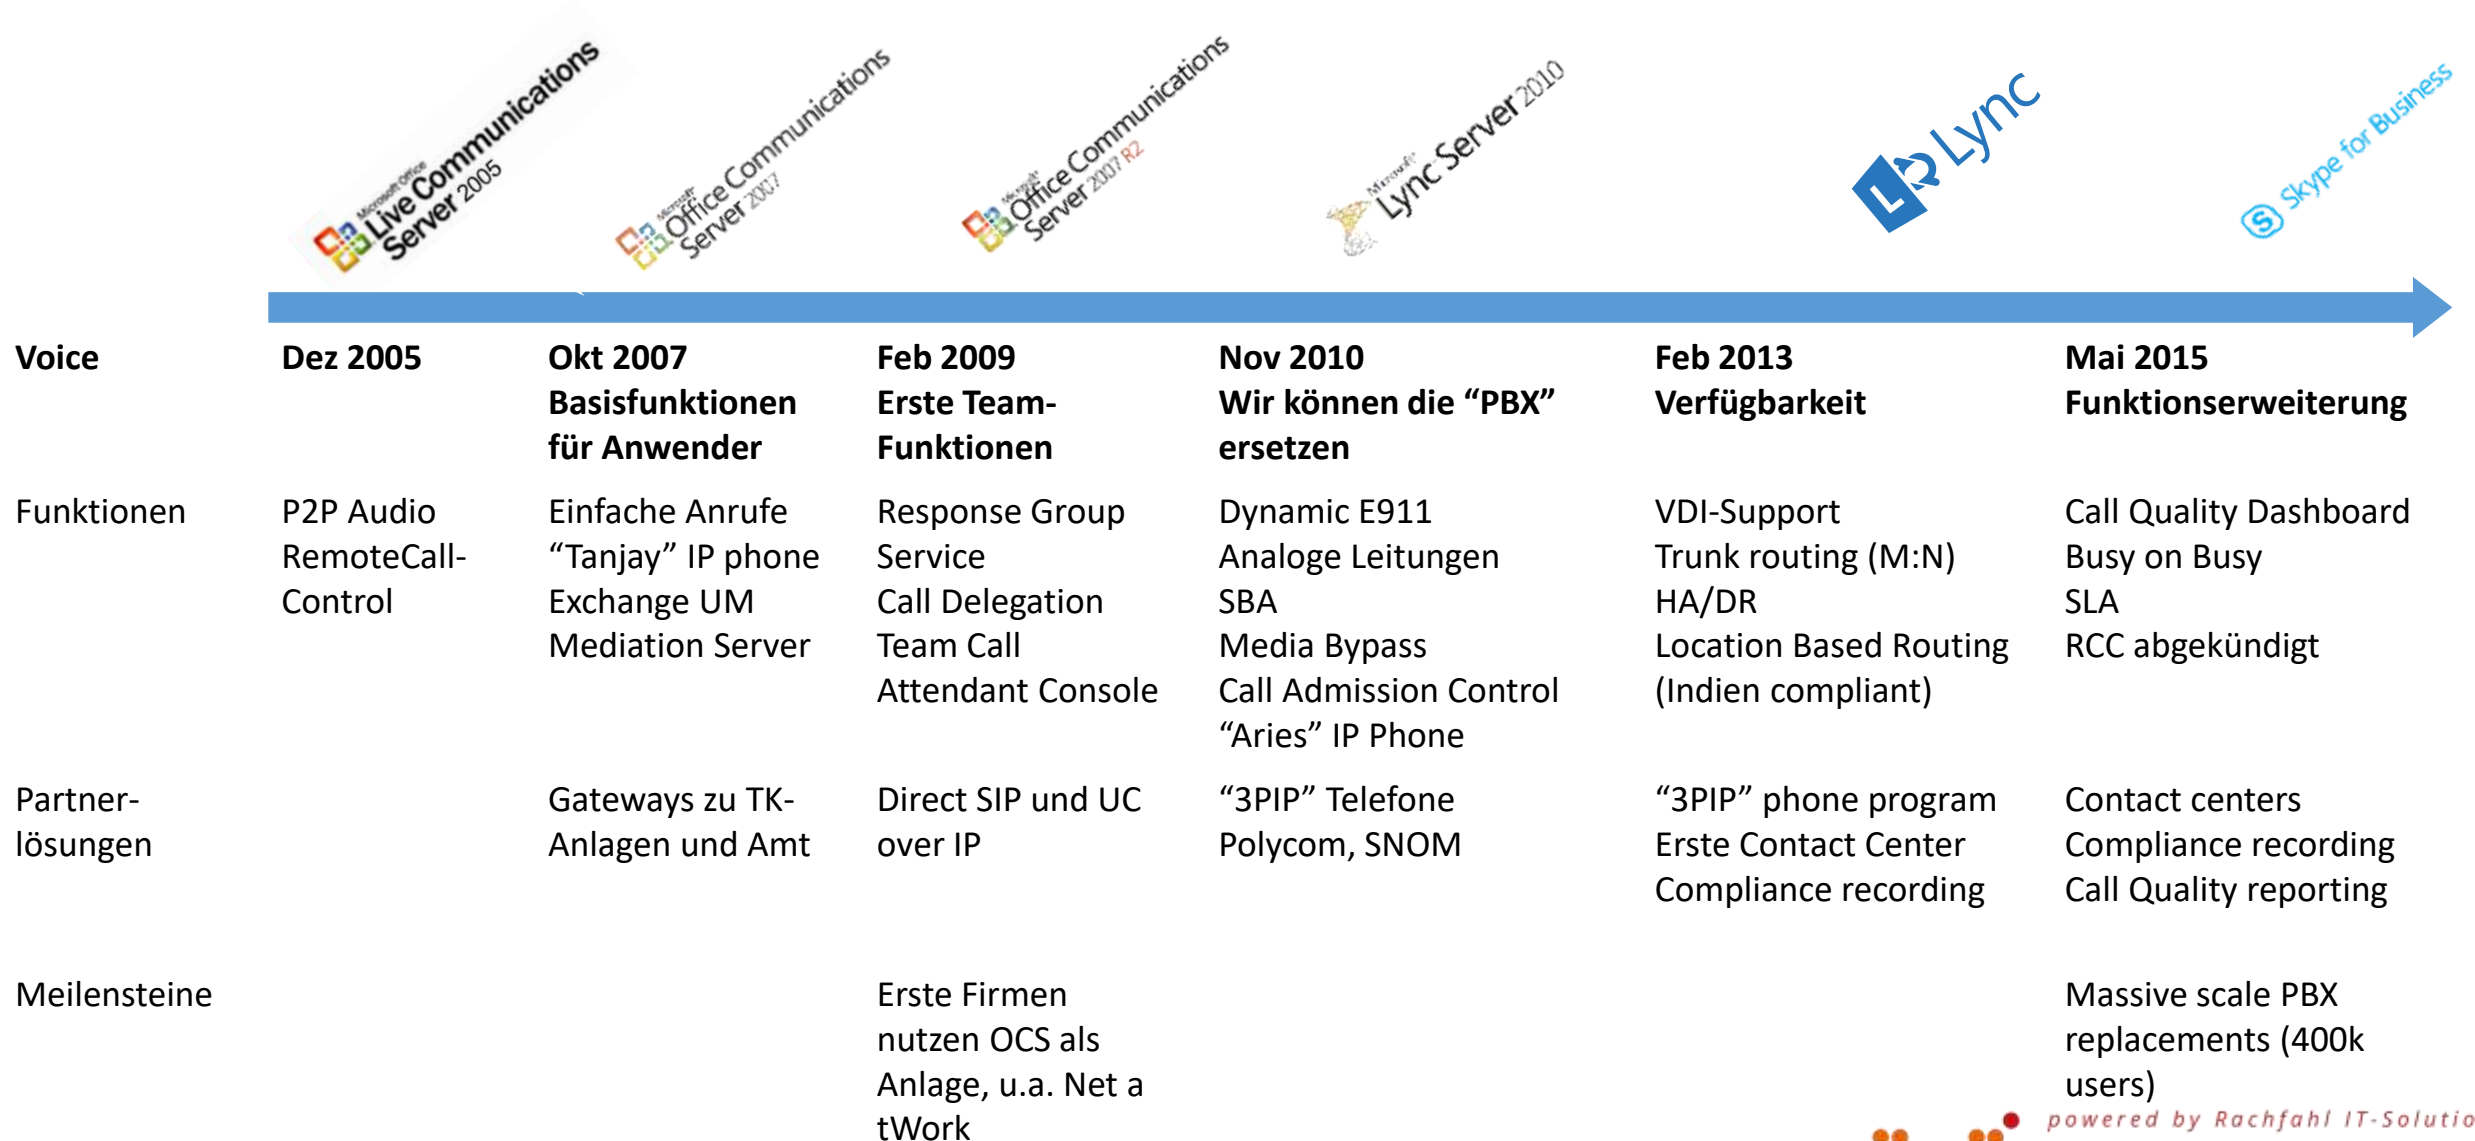 Microsoft Office
Live Communications
Server 2005
Microsoft
Office Communications
Server 2007
Microsoft
Office Communications
Server 2007 R2
Microsoft
Lync Server 2010
Lync
Skype for Business
Voice
Dez 2005
Okt 2007
Basisfunktionen
für Anwender
Feb 2009
Erste Team-
Funktionen
Nov 2010
Wir können die “PBX”
ersetzen
Feb 2013
Verfügbarkeit
Mai 2015
Funktionserweiterung
Funktionen
P2P Audio
RemoteCall-
Control
Einfache Anrufe
“Tanjay” IP phone
Exchange UM
Mediation Server
Response Group
Service
Call Delegation
Team Call
Attendant Console
Dynamic E911
Analoge Leitungen
SBA
Media Bypass
Call Admission Control
“Aries” IP Phone
VDI-Support
Trunk routing (M:N)
HA/DR
Location Based Routing
(Indien compliant)
Call Quality Dashboard
Busy on Busy
SLA
RCC abgekündigt
Partner-
lösungen
Gateways zu TK-
Anlagen und Amt
Direct SIP und UC
over IP
“3PIP” Telefone
Polycom, SNOM
“3PIP” phone program
Erste Contact Center
Compliance recording
Contact centers
Compliance recording
Call Quality reporting
Meilensteine
Erste Firmen
nutzen OCS als
Anlage, u.a. Net a
tWork
Massive scale PBX
replacements (400k
users)
powered by Rachfahl IT-Solutio